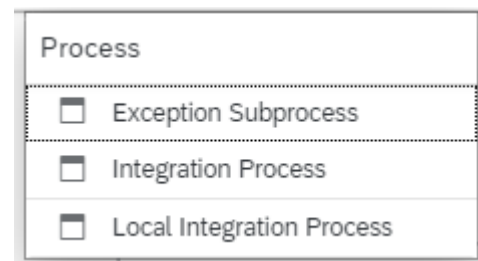 Process
Exception Subprocess
Integration Process
Local Integration Process